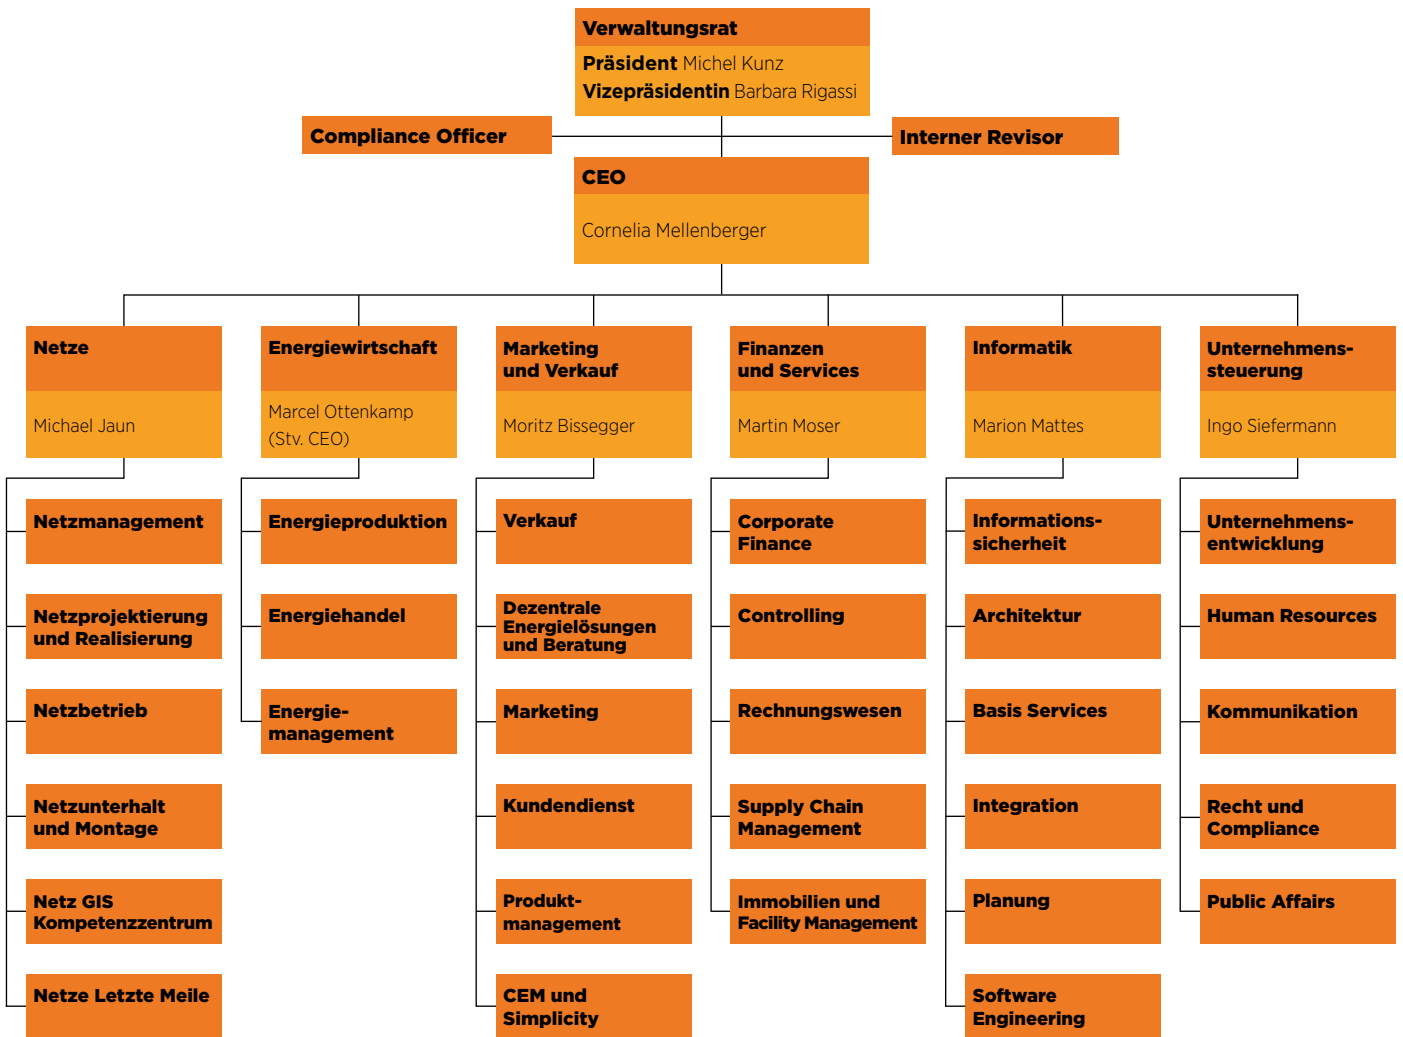 Verwaltungsrat
Präsident Michel Kunz
Vizepräsidentin Barbara Rigassi
Compliance Officer
Interner Revisor
CEO
Cornelia Mellenberger
Netze
Michael Jaun
Netzmanagement
Netzprojektierung
und Realisierung
Netzbetrieb
Netzunterhalt
und Montage
Netz GIS
Kompetenzzentrum
Netze Letzte Meile
Energiewirtschaft
Marcel Ottenkamp
(Stv. CEO)
Energieproduktion
Energiehandel
Energie-
management
Marketing
und Verkauf
Moritz Bissegger
Verkauf
Dezentrale
Energielösungen
und Beratung
Marketing
Kundendienst
Produkt-
management
CEM und
Simplicity
Finanzen
und Services
Martin Moser
Corporate
Finance
Controlling
Rechnungswesen
Supply Chain
Management
Immobilien und
Facility Management
Informatik
Marion Mattes
Informations-
sicherheit
Architektur
Basis Services
Integration
Planung
Software
Engineering
Unternehmens-
steuerung
Ingo Siefermann
Unternehmens-
entwicklung
Human Resources
Kommunikation
Recht und
Compliance
Public Affairs